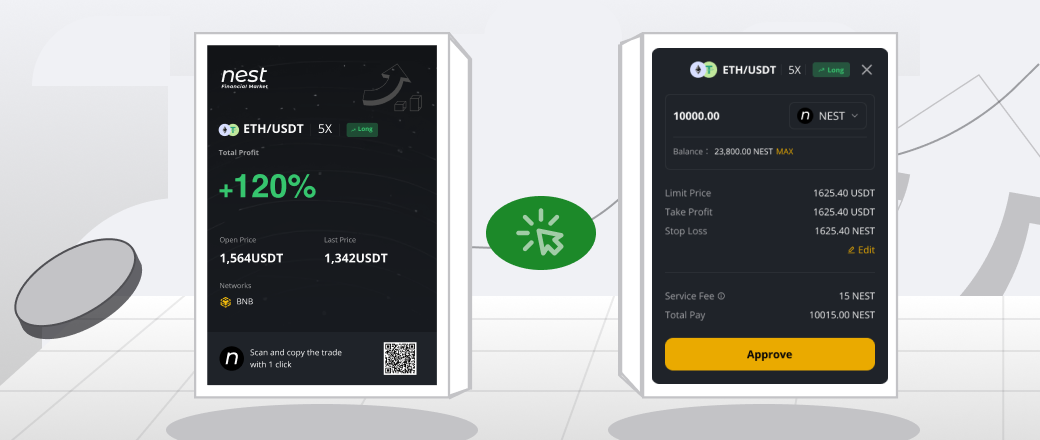 nest
Financial Market
ETH/USDT 5X Long
Total Profit
+120%
Open Price Last Price
1,564USDT 1,342USDT
Networks
BNB
n Scan and copy the trade
with 1 click
T ETH/USDT 5X Long
10000.00 n NEST
Balance : 23,800.00 NEST MAX
Limit Price 1625.40 USDT
Take Profit 1625.40 USDT
Stop Loss 1625.40 NEST
Edit
Service Fee 15 NEST
Total Pay 10015.00 NEST
Approve